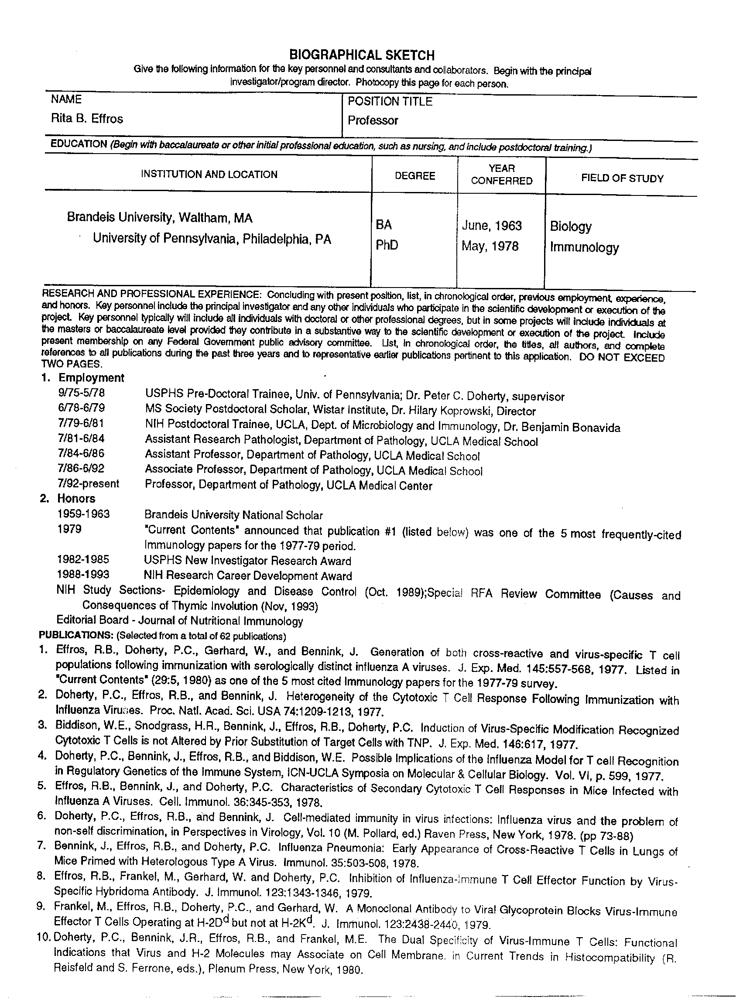 BIOGRAPHICAL SKETCH
Give the following information for the key personnel and consultants and collaborators. Begin with the principal
investigator/program director. Photocopy this page for each person.
NAME
POSITION TITLE
Rita B. Effros
Professor
EDUCATION (Begin with baccalaureate or other initial professional education, such as nursing, and include postdoctoral training.)
INSTITUTION AND LOCATION
DEGREE
YEAR
CONFERRED
FIELD OF STUDY
Brandeis University, Waltham, MA
BA
June, 1963
Biology
University of Pennsylvania, Philadelphia, PA
PhD
May, 1978
Immunology
RESEARCH AND PROFESSIONAL EXPERIENCE: Concluding with present position, list, in chronological order, previous employment, experience,
and honors. Key personnel include the principal investigator and any other individuals who participate in the scientific development or execution of the
project. Key personnel typically will include all individuals with doctoral or other professional degrees, but in some projects will include individuals at
the masters or baccalaureate level provided they contribute in a substantive way to the scientific development or execution of the project. Include
present membership on any Federal Government public advisory committee. List, in chronological order, the titles, all authors, and complete
references to all publications during the past three years and to representative earlier publications pertinent to this application. DO NOT EXCEED
TWO PAGES.
1. Employment
9/75-5/78 USPHS Pre-Doctoral Trainee, Univ. of Pennsylvania; Dr. Peter C. Doherty, supervisor
6/78-6/79 MS Society Postdoctoral Scholar, Wistar Institute, Dr. Hilary Koprowski, Director
7/79-6/81 NIH Postdoctoral Trainee, UCLA, Dept. of Microbiology and Immunology, Dr. Benjamin Bonavida
7/81-6/84 Assistant Research Pathologist, Department of Pathology, UCLA Medical School
7/84-6/86 Assistant Professor, Department of Pathology, UCLA Medical School
7/86-6/92 Associate Professor, Department of Pathology, UCLA Medical School
7/92-present Professor, Department of Pathology, UCLA Medical Center
2. Honors
1959-1963 Brandeis University National Scholar
1979 "Current Contents" announced that publication #1 (listed below) was one of the 5 most frequently-cited
Immunology papers for the 1977-79 period.
1982-1985 USPHS New Investigator Research Award
1988-1993 NIH Research Career Development Award
NIH Study Sections- Epidemiology and Disease Control (Oct. 1989);Special RFA Review Committee (Causes and
Consequences of Thymic Involution (Nov, 1993)
Editorial Board - Journal of Nutritional Immunology
PUBLICATIONS: (Selected from a total of 62 publications)
1. Effros, R.B., Doherty, P.C., Gerhard, W., and Bennink, J. Generation of both cross-reactive and virus-specific T cell
populations following immunization with serologically distinct influenza A viruses. J. Exp. Med. 145:557-568, 1977. Listed in
"Current Contents" (29:5, 1980) as one of the 5 most cited Immunology papers for the 1977-79 survey.
2. Doherty, P.C., Effros, R.B., and Bennink, J. Heterogeneity of the Cytotoxic T Cell Response Following Immunization with
Influenza Viruses. Proc. Natl. Acad. Sci. USA 74:1209-1213, 1977.
3. Biddison, W.E., Snodgrass, H.R., Bennink, J., Effros, R.B., Doherty, P.C. Induction of Virus-Specific Modification Recognized
Cytotoxic T Cells is not Altered by Prior Substitution of Target Cells with TNP. J. Exp. Med. 146:617, 1977.
4. Doherty, P.C., Bennink, J., Effros, R.B., and Biddison, W.E. Possible Implications of the Influenza Model for T cell Recognition
in Regulatory Genetics of the Immune System, ICN-UCLA Symposia on Molecular & Cellular Biology. Vol. VI, p. 599, 1977.
5. Effros, R.B., Bennink, J., and Doherty, P.C. Characteristics of Secondary Cytotoxic T Cell Responses in Mice Infected with
Influenza A Viruses. Cell. Immunol. 36:345-353, 1978.
6. Doherty, P.C., Effros, R.B., and Bennink, J. Cell-mediated immunity in virus infections: Influenza virus and the problem of
non-self discrimination, in Perspectives in Virology, Vol. 10 (M. Pollard, ed.) Raven Press, New York, 1978. (pp 73-88)
7. Bennink, J., Effros, R.B., and Doherty, P.C. Influenza Pneumonia: Early Appearance of Cross-Reactive T Cells in Lungs of
Mice Primed with Heterologous Type A Virus. Immunol. 35:503-508, 1978.
8. Effros, R.B., Frankel, M., Gerhard, W. and Doherty, P.C. Inhibition of Influenza-Immune T Cell Effector Function by Virus-
Specific Hybridoma Antibody. J. Immunol. 123:1343-1346, 1979.
9. Frankel, M., Effros, R.B., Doherty, P.C., and Gerhard, W. A Monoclonal Antibody to Viral Glycoprotein Blocks Virus-Immune
Effector T Cells Operating at H-2Dd but not at H-2Kd. J. Immunol. 123:2438-2440, 1979.
10. Doherty, P.C., Bennink, J.R., Effros, R.B., and Frankel, M.E. The Dual Specificity of Virus-Immune T Cells: Functional
Indications that Virus and H-2 Molecules may Associate on Cell Membrane. in Current Trends in Histocompatibility (R.
Reisfeld and S. Ferrone, eds.), Plenum Press, New York, 1980.